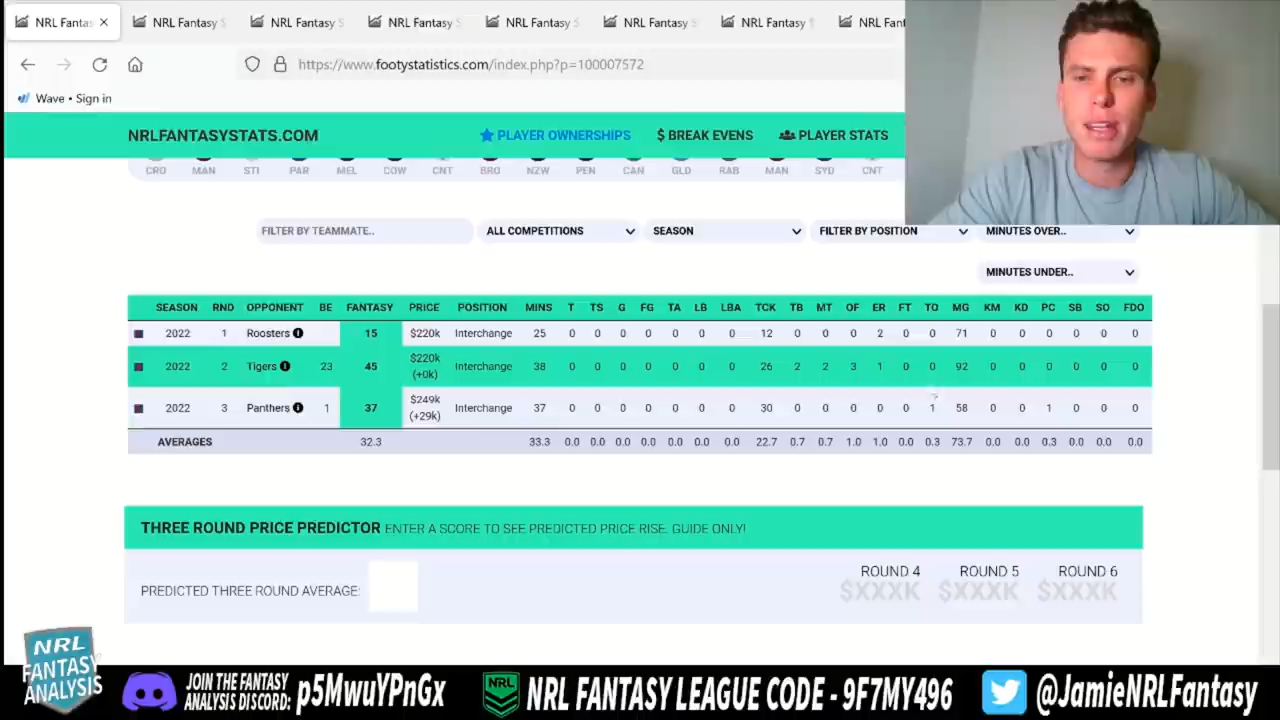 NRL Fantas
NRL Fantasy S
NRL Fantasy S
NRL Fantasy S
NRL Fantasy S
NRL Fantasy S
NRL Fantasy S
NRL Fant
https://www.footystatistics.com/index.php?p=100007572
Wave • Sign in
NRLFANTASYSTATS.COM
PLAYER OWNERSHIPS
$ BREAK EVENS
PLAYER STATS
CRO MAN STI PAR MEL COW CNT BRO NZW PEN CAN GLD RAB MAN SYD CNT
FILTER BY TEAMMATE..
ALL COMPETITIONS
SEASON
FILTER BY POSITION
MINUTES OVER..
MINUTES UNDER..
SEASON RND OPPONENT BE FANTASY PRICE POSITION MINS T TS G FG TA LB LBA TCK TB MT OF ER FT TO MG KM KD PC SB SO FDO
2022 1 Roosters 15 $220k Interchange 25 0 0 0 0 0 0 0 12 0 0 0 2 0 0 71 0 0 0 0 0 0
2022 2 Tigers 23 45 $220k (+0k) Interchange 38 0 0 0 0 0 0 0 26 2 2 3 1 0 0 92 0 0 0 0 0 0
2022 3 Panthers 1 37 $249k (+29k) Interchange 37 0 0 0 0 0 0 0 30 0 0 0 0 0 1 58 0 0 1 0 0 0
AVERAGES 32.3 33.3 0.0 0.0 0.0 0.0 0.0 0.0 0.0 22.7 0.7 0.7 1.0 1.0 0.0 0.3 73.7 0.0 0.0 0.3 0.0 0.0 0.0
THREE ROUND PRICE PREDICTOR ENTER A SCORE TO SEE PREDICTED PRICE RISE. GUIDE ONLY!
PREDICTED THREE ROUND AVERAGE:
ROUND 4 ROUND 5 ROUND 6
$XXXK $XXXK $XXXK
NRL
FANTASY
ANALYSIS
JOIN THE FANTASY
ANALYSIS DISCORD:
p5MwuYPnGx
NRL
NRL FANTASY LEAGUE CODE - 9F7MY496
@JamieNRLFantasy